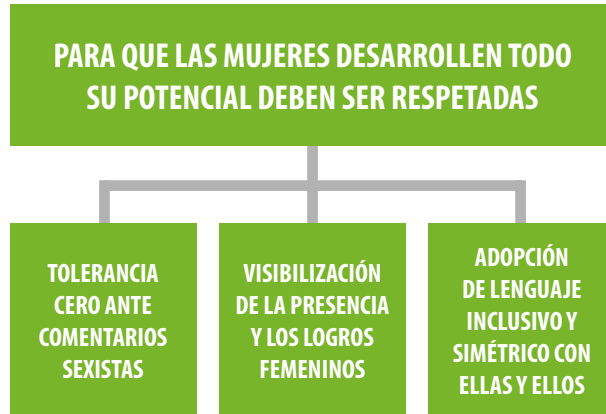 PARA QUE LAS MUJERES DESARROLLEN TODO
SU POTENCIAL DEBEN SER RESPETADAS
TOLERANCIA
CERO ANTE
COMENTARIOS
SEXISTAS
VISIBILIZACIÓN
DE LA PRESENCIA
Y LOS LOGROS
FEMENINOS
ADOPCIÓN
DE LENGUAJE
INCLUSIVO Y
SIMÉTRICO CON
ELLAS Y ELLOS